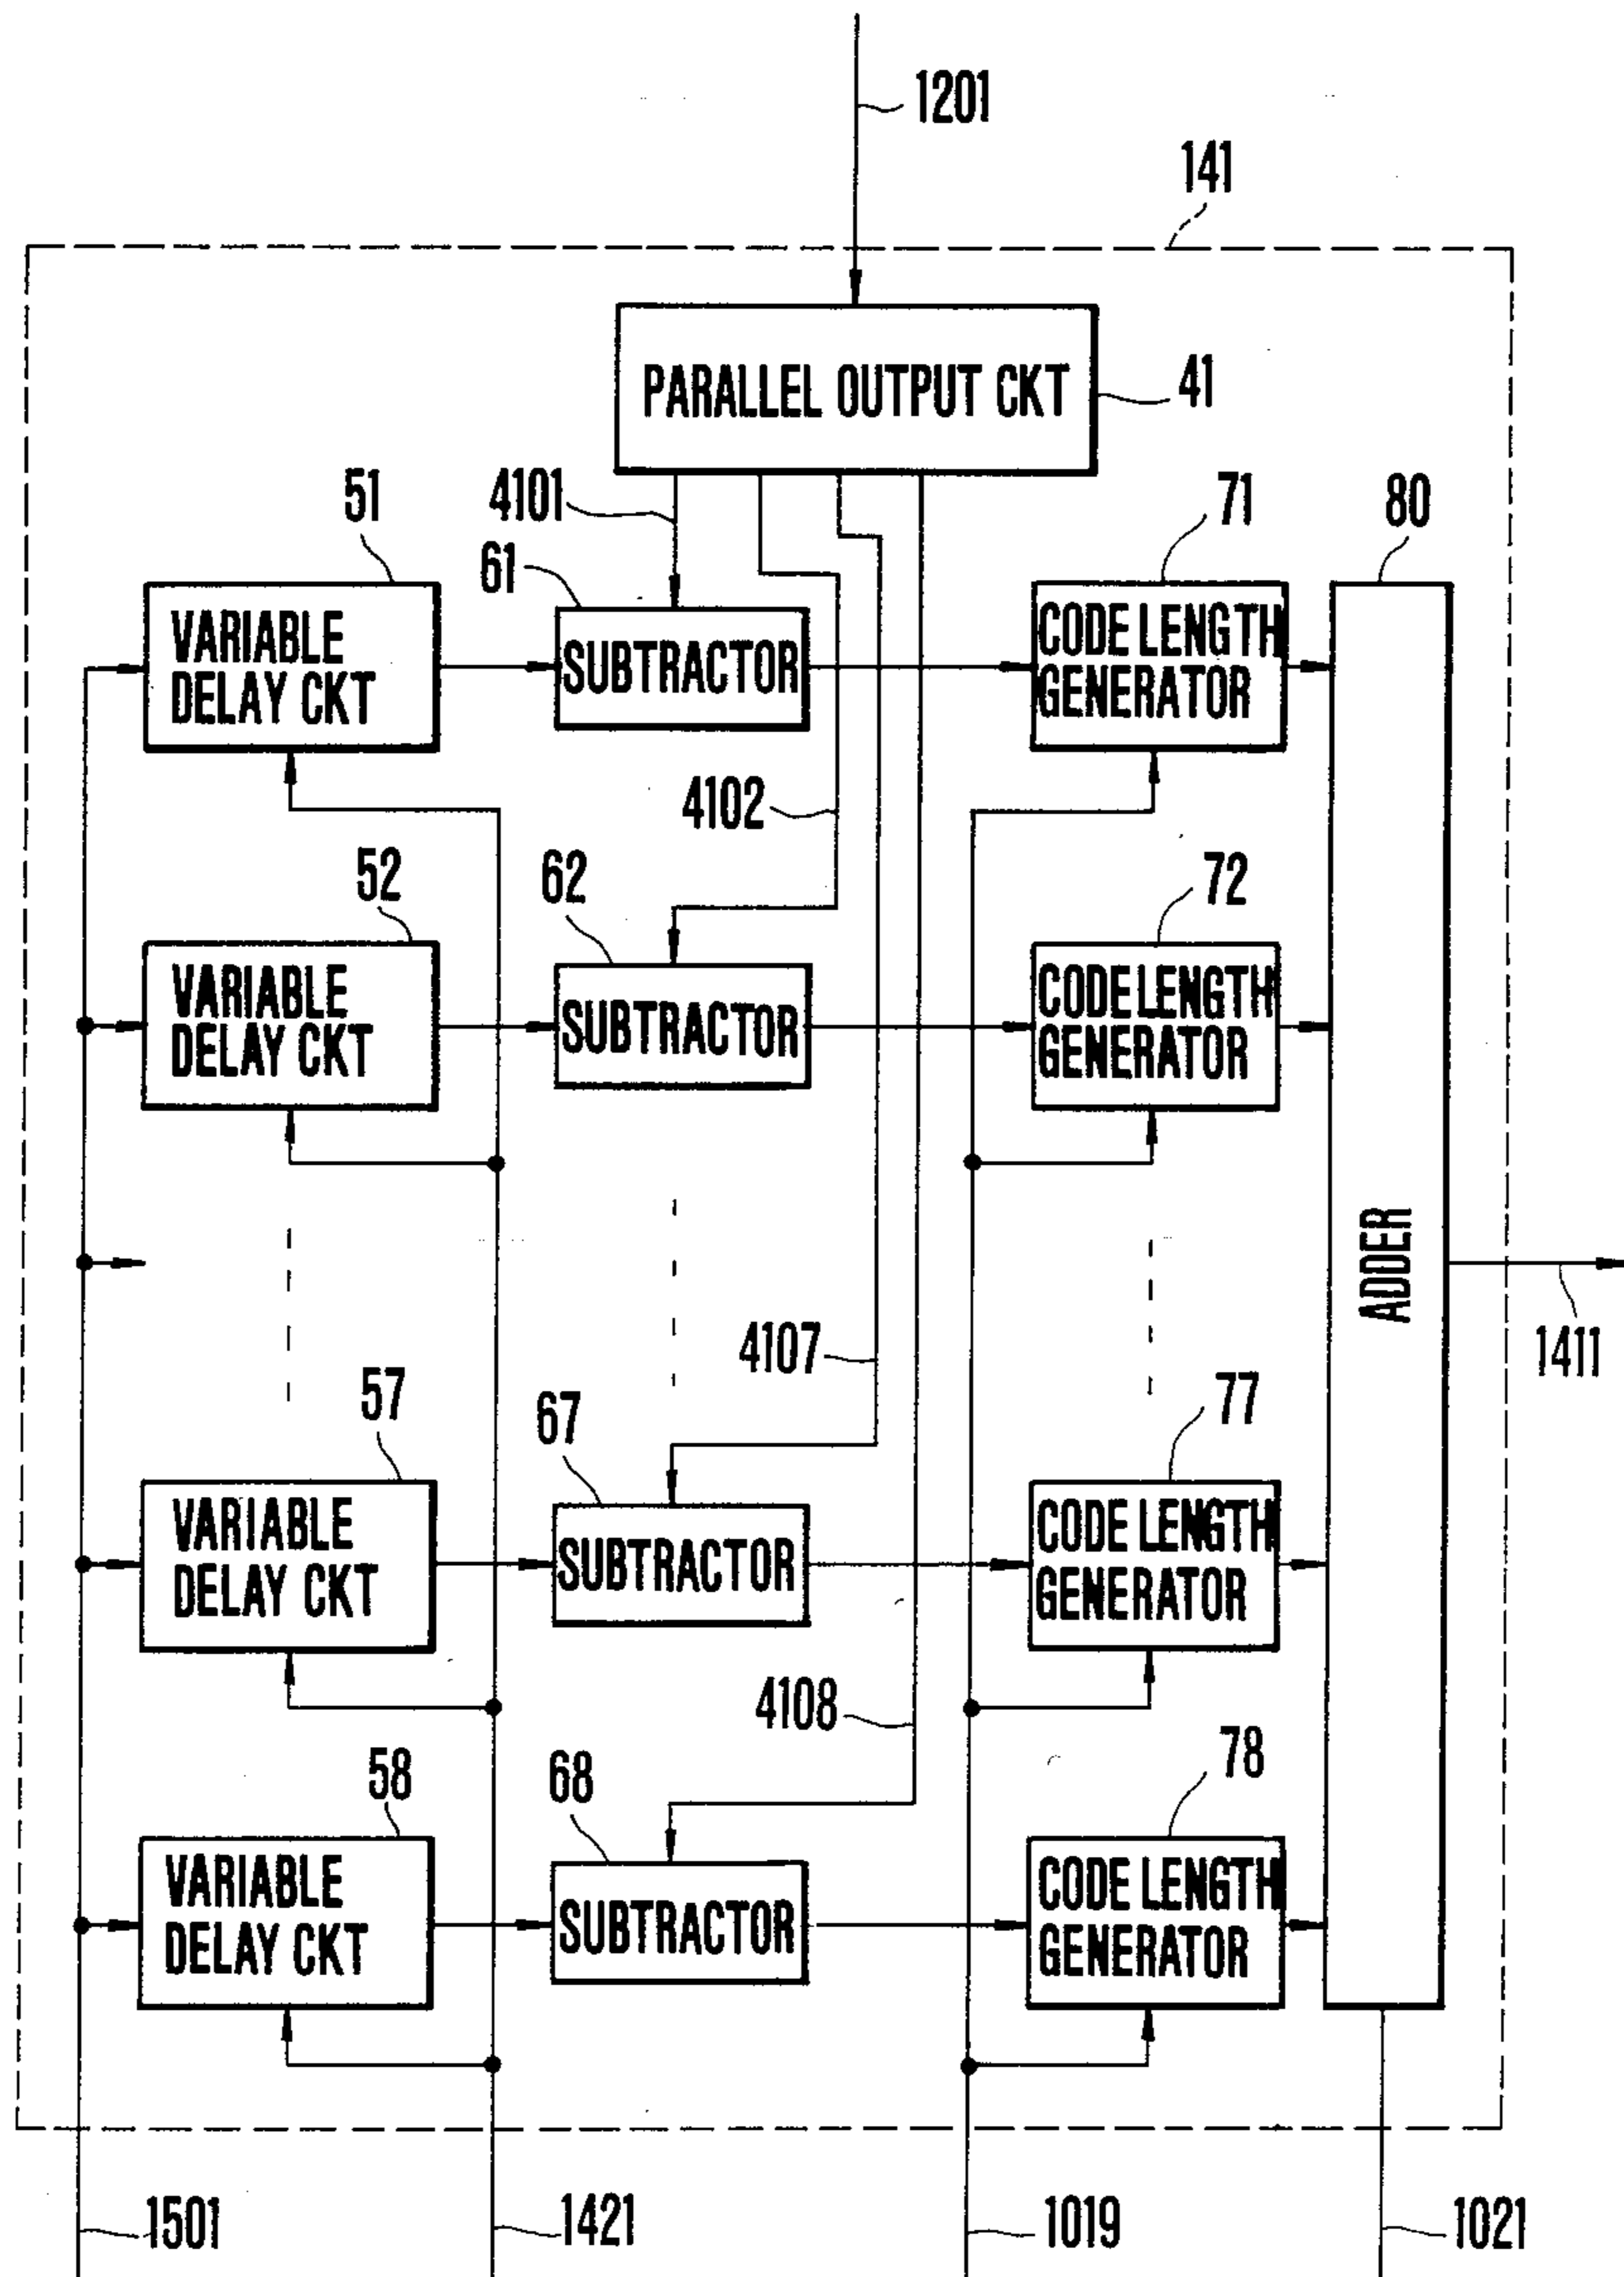 1201
141
PARALLEL OUTPUT CKT
41
4101
51
61
71
80
VARIABLE
DELAY CKT
SUBTRACTOR
CODE LENGTH
GENERATOR
4102
52
62
72
VARIABLE
DELAY CKT
SUBTRACTOR
CODE LENGTH
GENERATOR
ADDER
1411
4107
57
67
77
VARIABLE
DELAY CKT
SUBTRACTOR
CODE LENGTH
GENERATOR
4108
58
68
78
VARIABLE
DELAY CKT
SUBTRACTOR
CODE LENGTH
GENERATOR
1501
1421
1019
1021